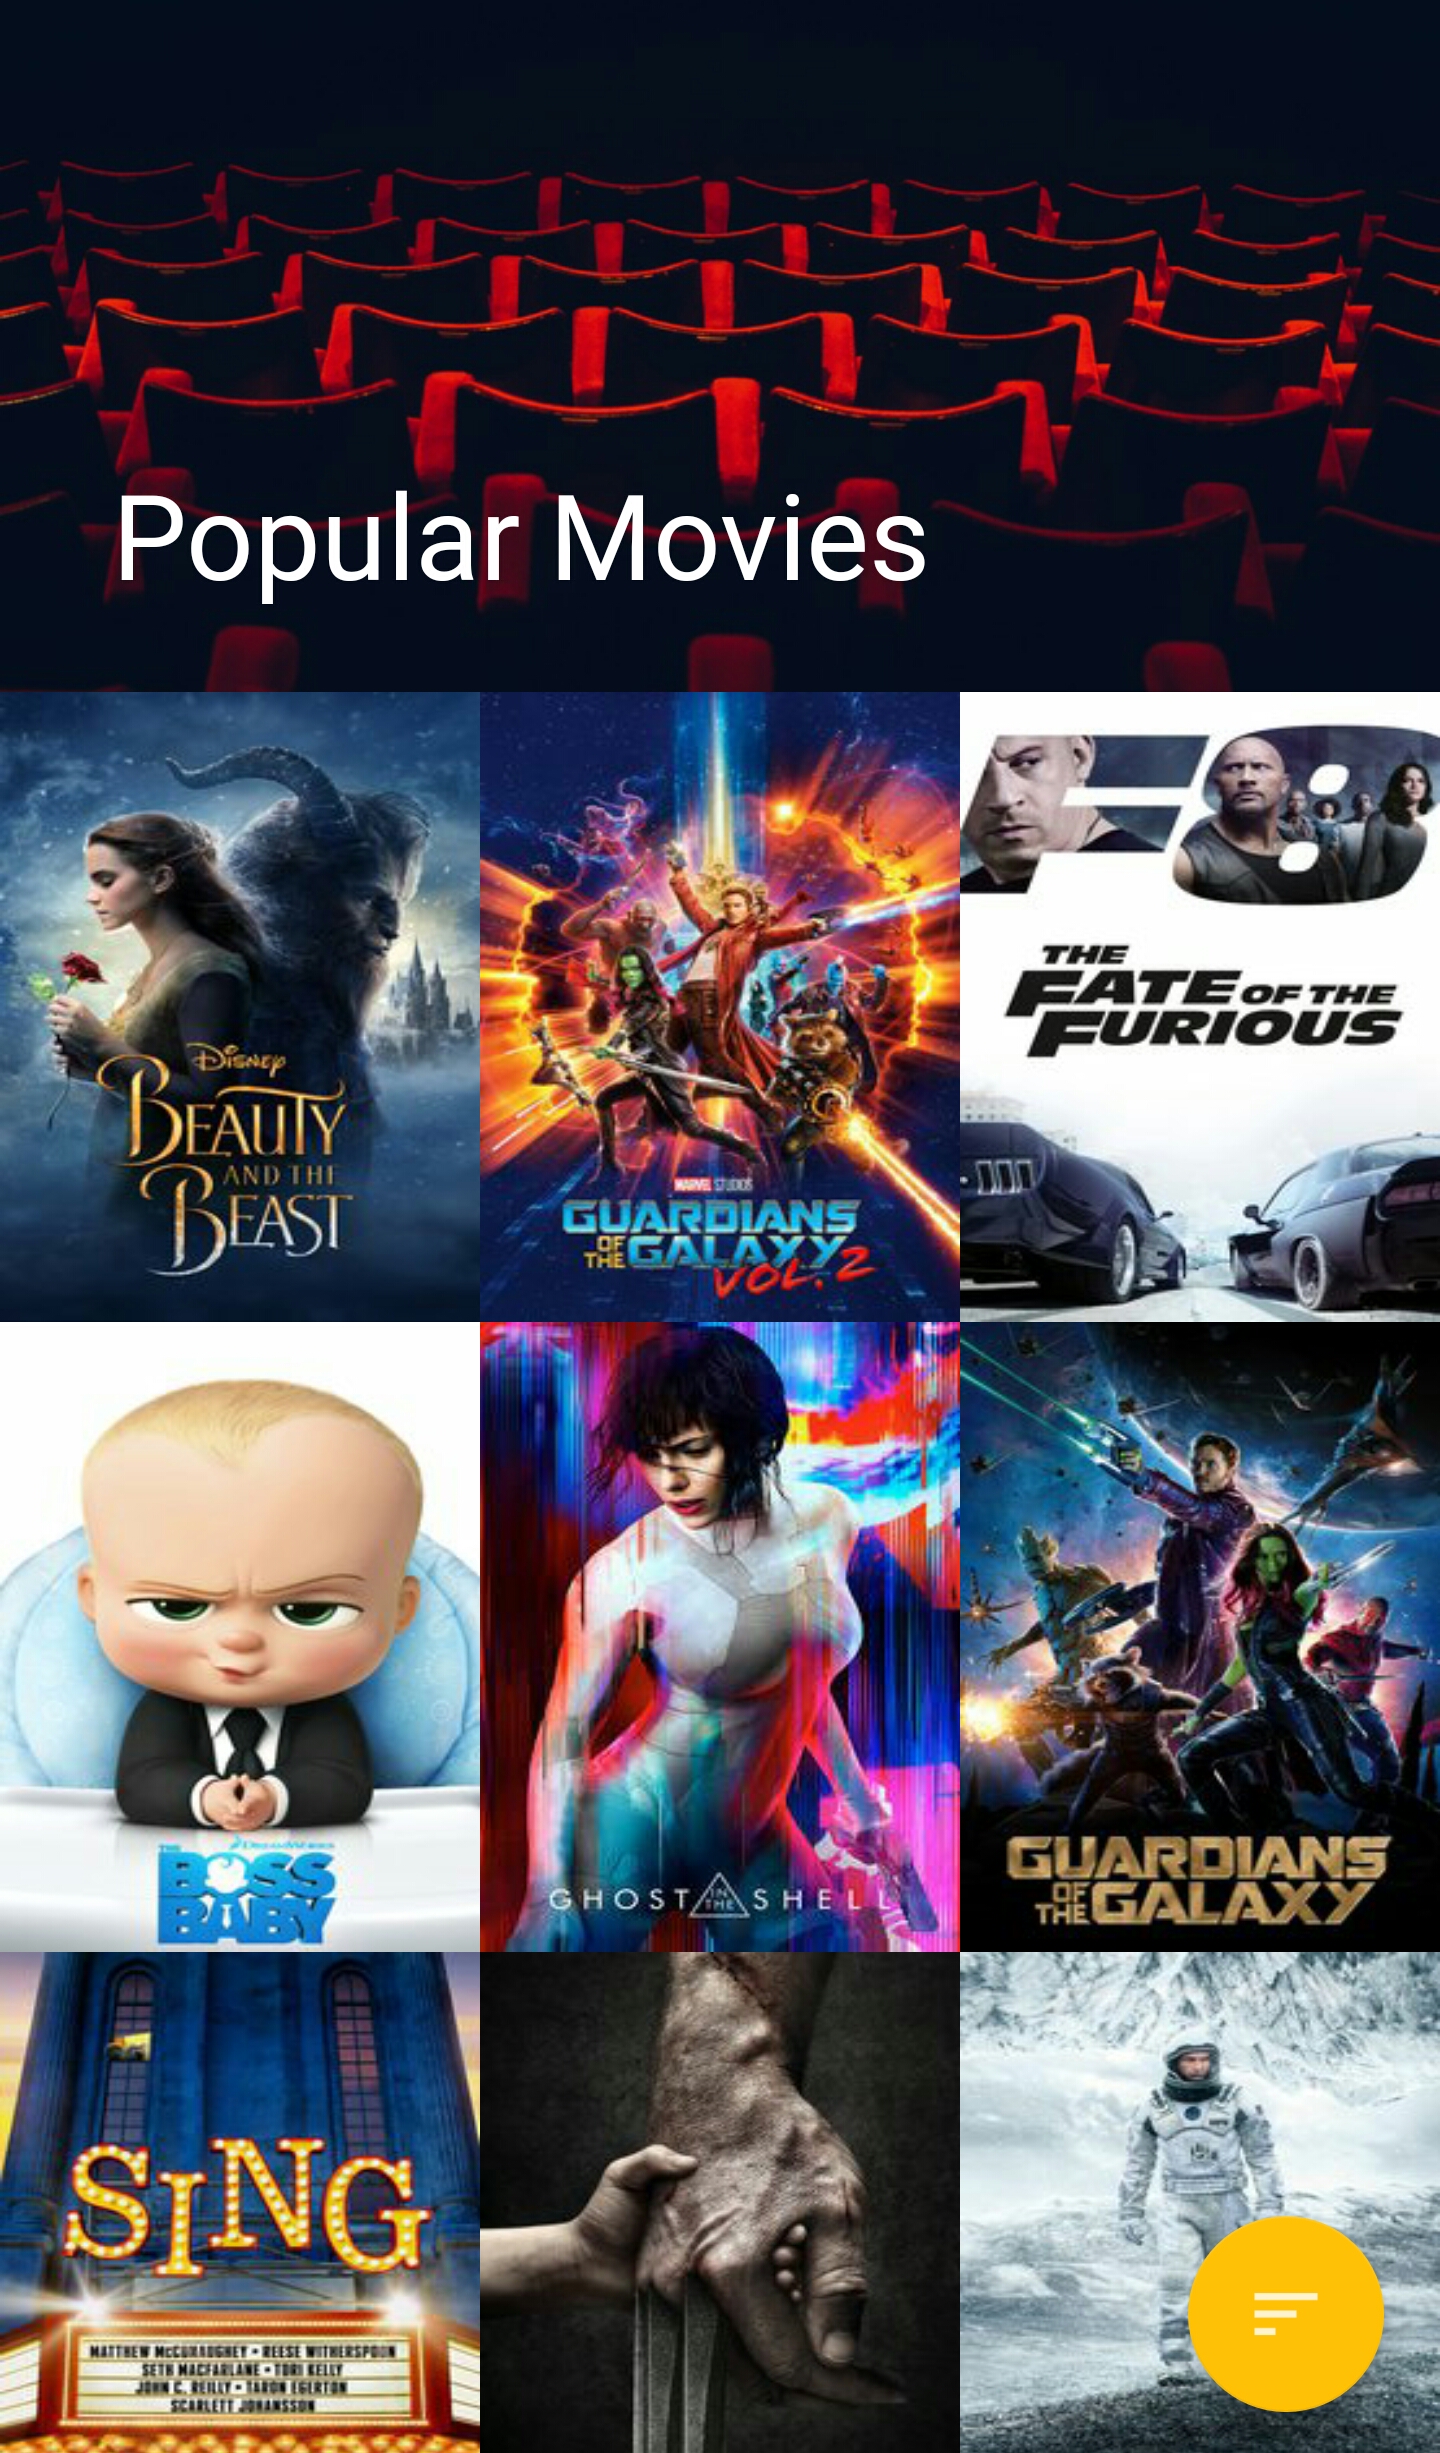 Popular Movies
Disney
BEAUTY
AND THE
BEAST
MARVEL STUDIOS
GUARDIANS
OF THE GALAXY
VOL. 2
F8
THE
FATE OF THE
FURIOUS
THE DREAMWORKS
BOSS
BABY
GHOST IN THE SHELL
GUARDIANS
OF THE GALAXY
SING
MATTHEW McCONAUGHEY • REESE WITHERSPOON
SETH MACFARLANE • TORI KELLY
JOHN C. REILLY • TARON EGERTON
SCARLETT JOHANSSON